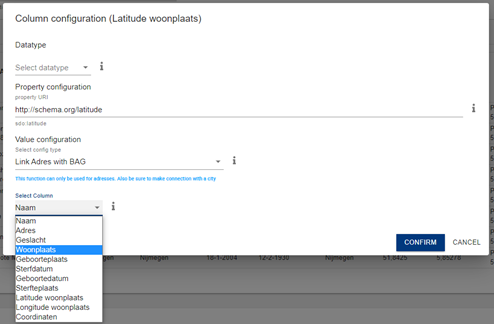 Column configuration (Latitude woonplaats)
Datatype
Select datatype
Property configuration
property URI
http://schema.org/latitude
sdo:latitude
Value configuration
Select config type
Link Adres with BAG
This function can only be used for adresses. Also be sure to make connection with a city
Select Column
Naam
Naam
Adres
Geslacht
Woonplaats
Geboorteplaats
Sterfdatum
Geboortedatum
Sterfteplaats
Latitude woonplaats
Longitude woonplaats
Coordinaten
CONFIRM
CANCEL
Nijmegen 18-1-2004 Nijmegen 12-2-1930 51,8425 5,85278